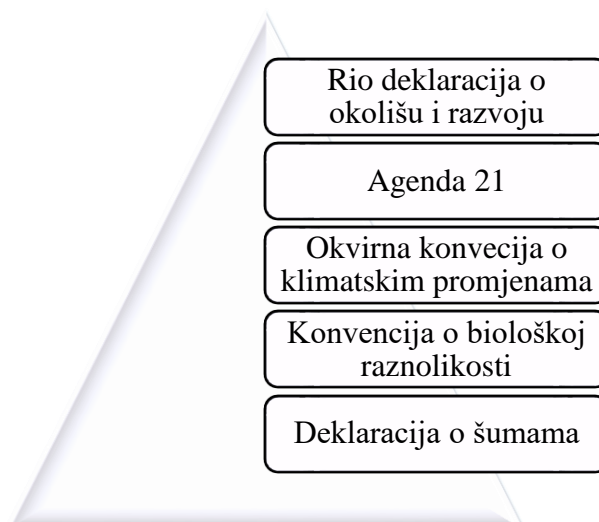 Rio deklaracija o
okolišu i razvoju
Agenda 21
Okvirna konvecija o
klimatskim promjenama
Konvencija o biološkoj
raznolikosti
Deklaracija o šumama